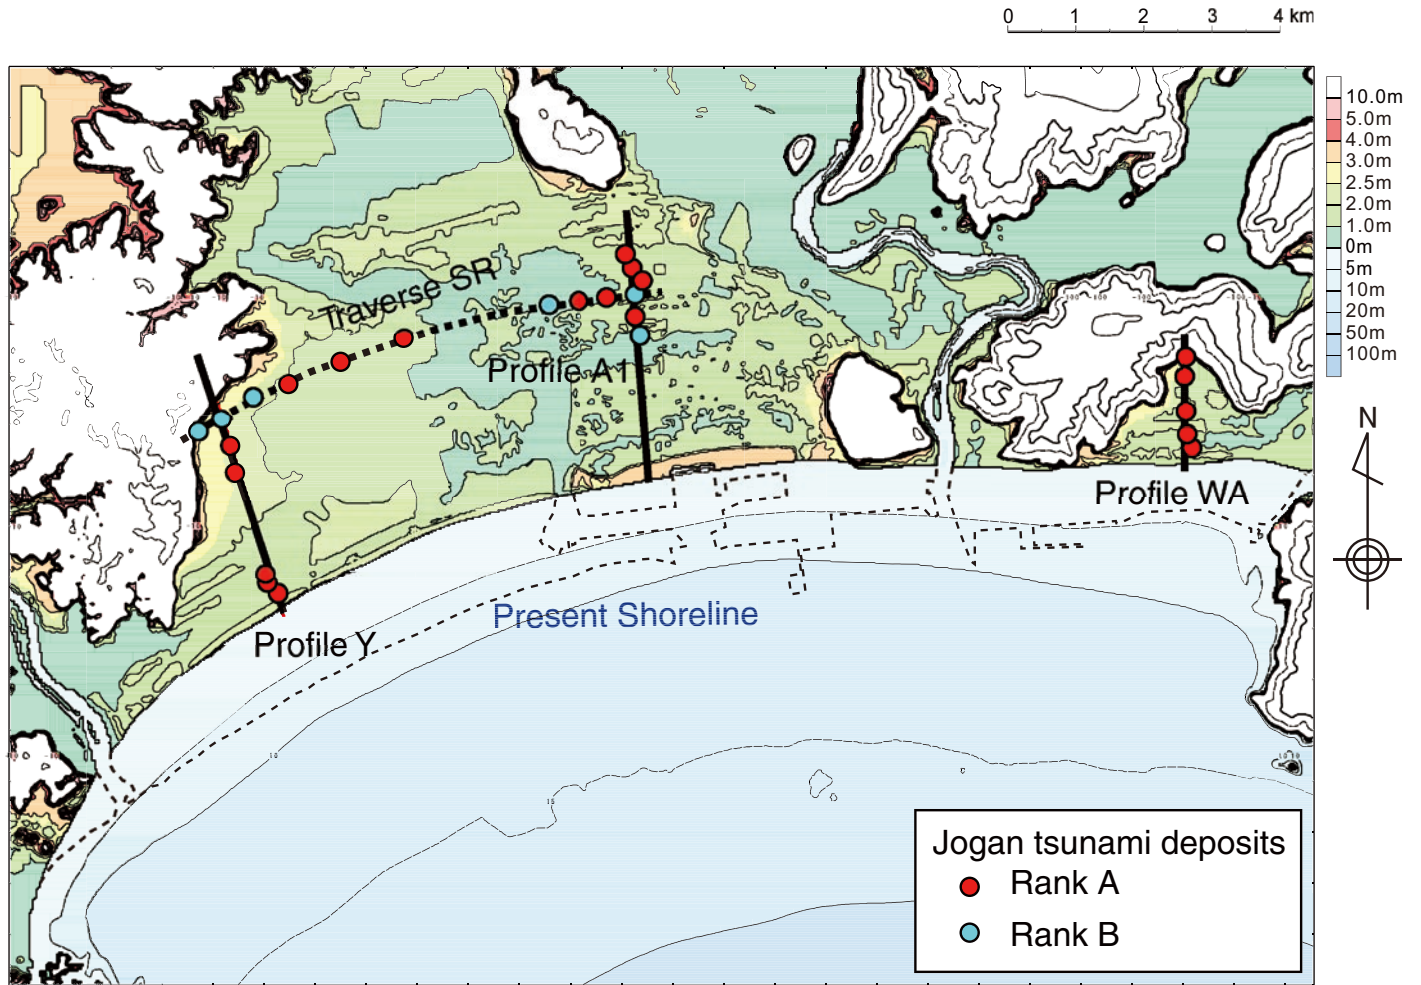 0 1 2 3 4 km
10.0m
5.0m
4.0m
3.0m
2.5m
2.0m
1.0m
0m
5m
10m
20m
50m
100m
N
Traverse SR
Profile A1
Profile WA
Present Shoreline
Profile Y
10
15
Jogan tsunami deposits
Rank A
Rank B